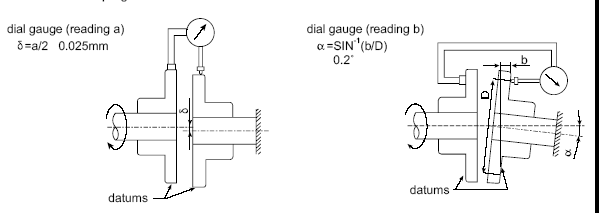 dial gauge (reading a)
δ=a/2 0.025mm
δ
datums
dial gauge (reading b)
α=SIN⁻¹(b/D)
0.2°
b
D
α
datums